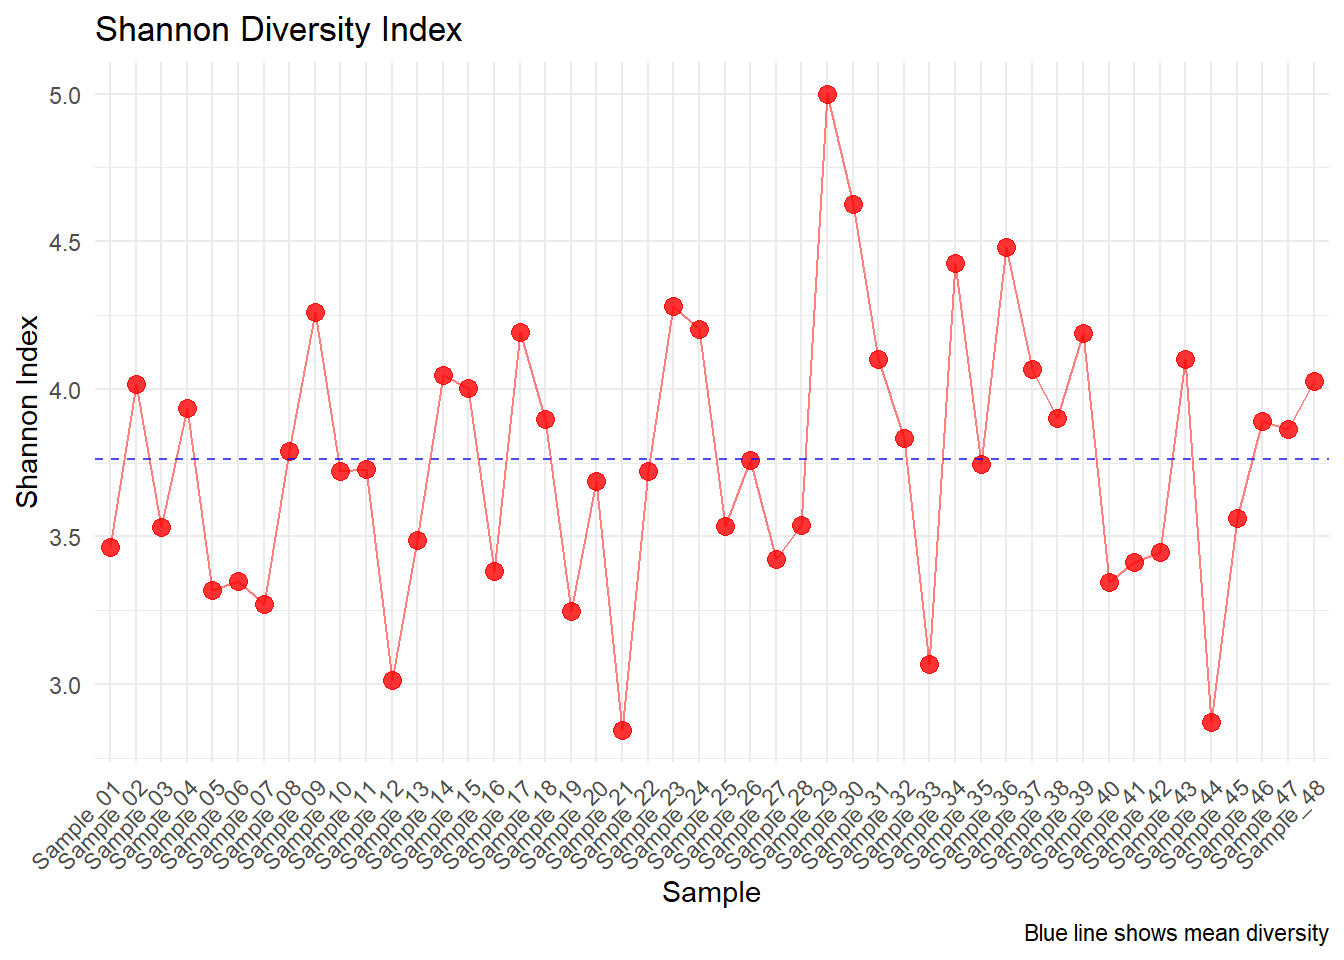 Shannon Diversity Index
5.0
4.5
4.0
3.5
3.0
Shannon Index
Sample_01
Sample_02
Sample_03
Sample_04
Sample_05
Sample_06
Sample_07
Sample_08
Sample_09
Sample_10
Sample_11
Sample_12
Sample_13
Sample_14
Sample_15
Sample_16
Sample_17
Sample_18
Sample_19
Sample_20
Sample_21
Sample_22
Sample_23
Sample_24
Sample_25
Sample_26
Sample_27
Sample_28
Sample_29
Sample_30
Sample_31
Sample_32
Sample_33
Sample_34
Sample_35
Sample_36
Sample_37
Sample_38
Sample_39
Sample_40
Sample_41
Sample_42
Sample_43
Sample_44
Sample_45
Sample_46
Sample_47
Sample_48
Sample
Blue line shows mean diversity